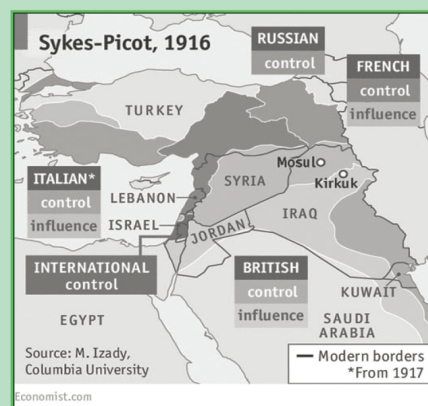 Sykes-Picot, 1916
RUSSIAN
control
FRENCH
control
influence
TURKEY
Mosul
Kirkuk
ITALIAN*
control
influence
LEBANON
SYRIA
ISRAEL
JORDAN
IRAQ
INTERNATIONAL
control
BRITISH
control
influence
KUWAIT
EGYPT
SAUDI
ARABIA
Source: M. Izady,
Columbia University
Modern borders
*From 1917
Economist.com